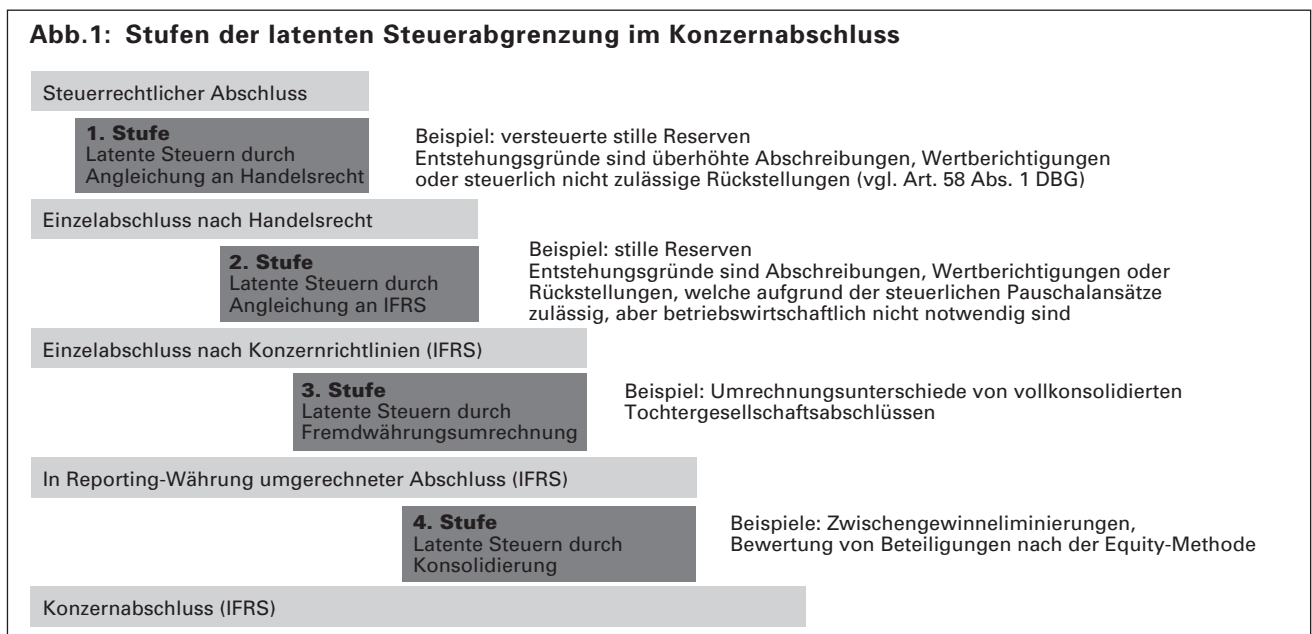 Abb.1: Stufen der latenten Steuerabgrenzung im Konzernabschluss
Steuerrechtlicher Abschluss
1. Stufe
Latente Steuern durch
Angleichung an Handelsrecht
Beispiel: versteuerte stille Reserven
Entstehungsgründe sind überhöhte Abschreibungen, Wertberichtigungen
oder steuerlich nicht zulässige Rückstellungen (vgl. Art. 58 Abs. 1 DBG)
Einzelabschluss nach Handelsrecht
2. Stufe
Latente Steuern durch
Angleichung an IFRS
Beispiel: stille Reserven
Entstehungsgründe sind Abschreibungen, Wertberichtigungen oder
Rückstellungen, welche aufgrund der steuerlichen Pauschalansätze
zulässig, aber betriebswirtschaftlich nicht notwendig sind
Einzelabschluss nach Konzernrichtlinien (IFRS)
3. Stufe
Latente Steuern durch
Fremdwährungsumrechnung
Beispiel: Umrechnungsunterschiede von vollkonsolidierten
Tochtergesellschaftsabschlüssen
In Reporting-Währung umgerechneter Abschluss (IFRS)
4. Stufe
Latente Steuern durch
Konsolidierung
Beispiele: Zwischengewinneliminierungen,
Bewertung von Beteiligungen nach der Equity-Methode
Konzernabschluss (IFRS)